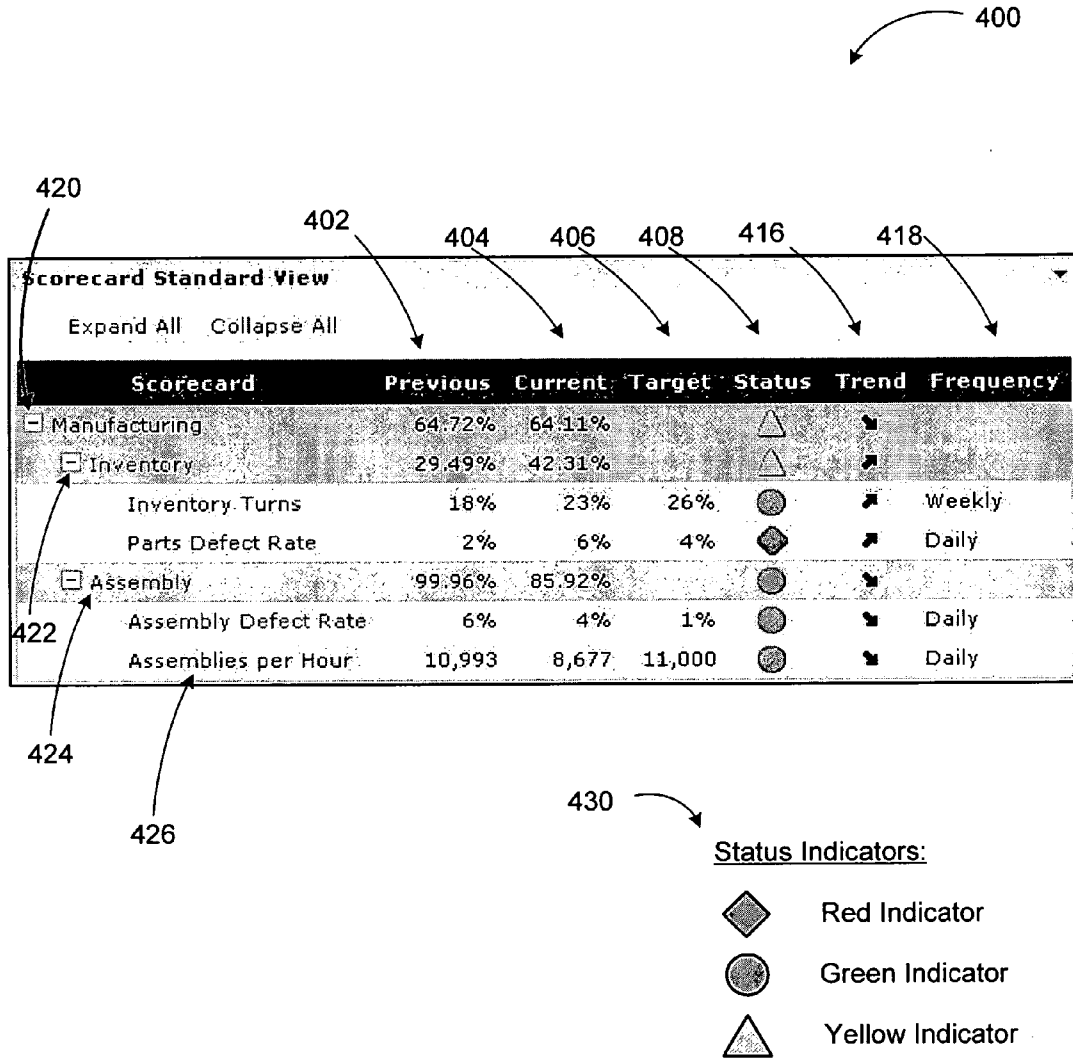 400
420
402
404
406
408
416
418
Scorecard Standard View
Expand All Collapse All
Scorecard Previous Current Target Status Trend Frequency
Manufacturing 64.72% 64.11%
Inventory 29.49% 42.31%
Inventory Turns 18% 23% 26% Weekly
Parts Defect Rate 2% 6% 4% Daily
Assembly 99.96% 85.92%
422
Assembly Defect Rate 6% 4% 1% Daily
Assemblies per Hour 10,993 8,677 11,000 Daily
424
426
430
Status Indicators:
Red Indicator
Green Indicator
Yellow Indicator